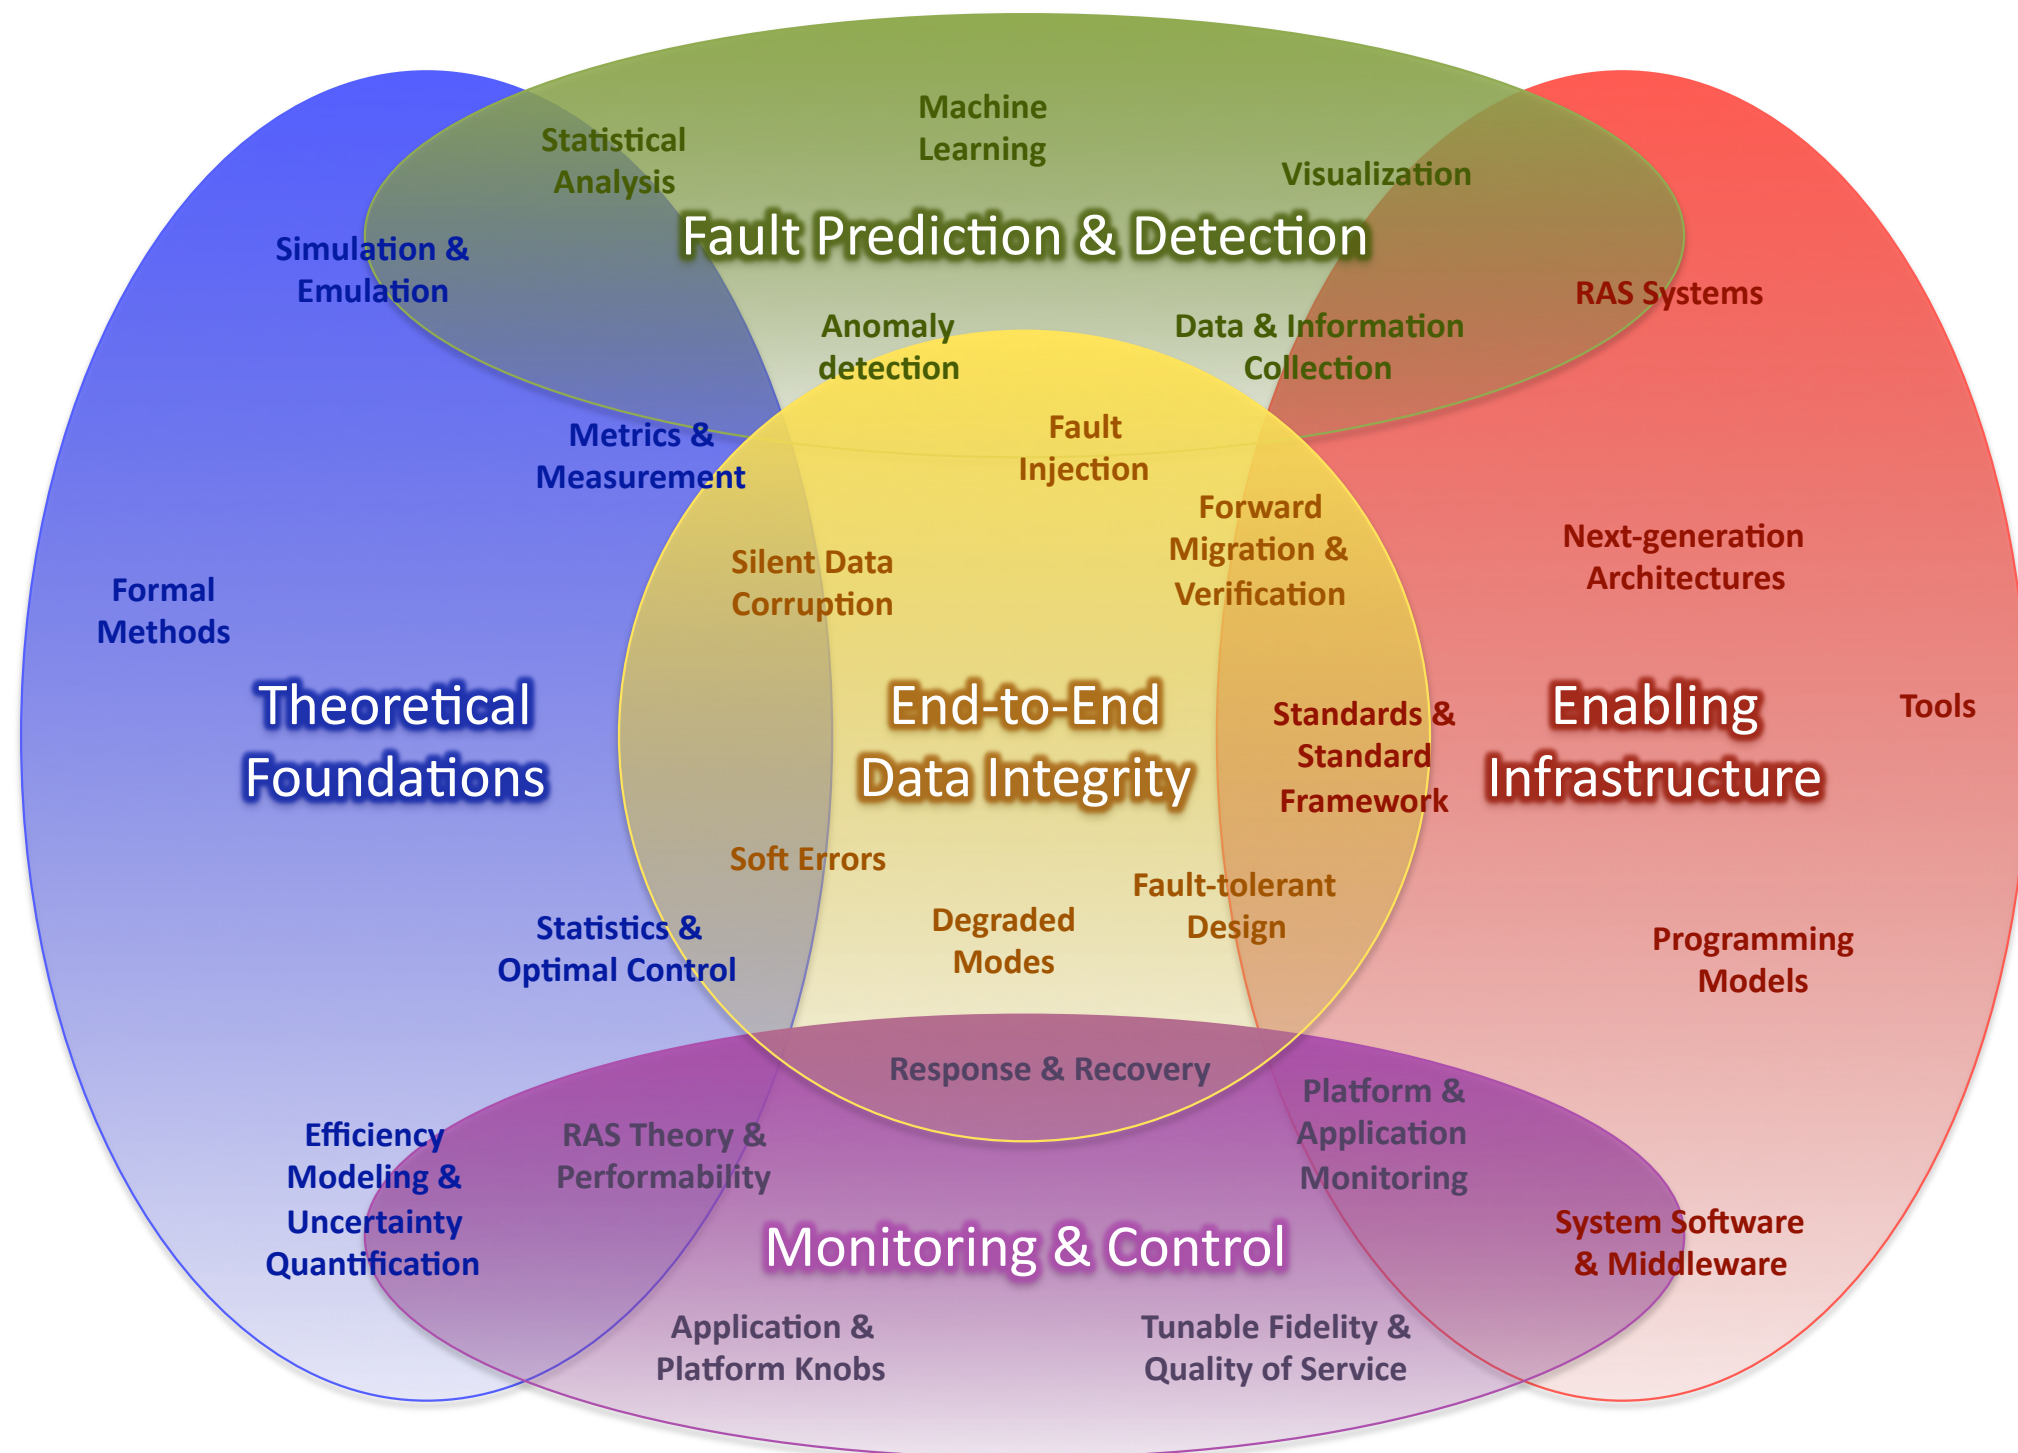 Machine
Learning
Statistical
Analysis
Visualization
Fault Prediction & Detection
Simulation &
Emulation
RAS Systems
Anomaly
detection
Data & Information
Collection
Metrics &
Measurement
Fault
Injection
Forward
Migration &
Verification
Next-generation
Architectures
Silent Data
Corruption
Formal
Methods
Theoretical
Foundations
End-to-End
Data Integrity
Standards &
Standard
Framework
Enabling
Infrastructure
Tools
Soft Errors
Fault-tolerant
Design
Degraded
Modes
Statistics &
Optimal Control
Programming
Models
Response & Recovery
Platform &
Application
Monitoring
Efficiency
Modeling &
Uncertainty
Quantification
RAS Theory &
Performability
Monitoring & Control
System Software
& Middleware
Application &
Platform Knobs
Tunable Fidelity &
Quality of Service